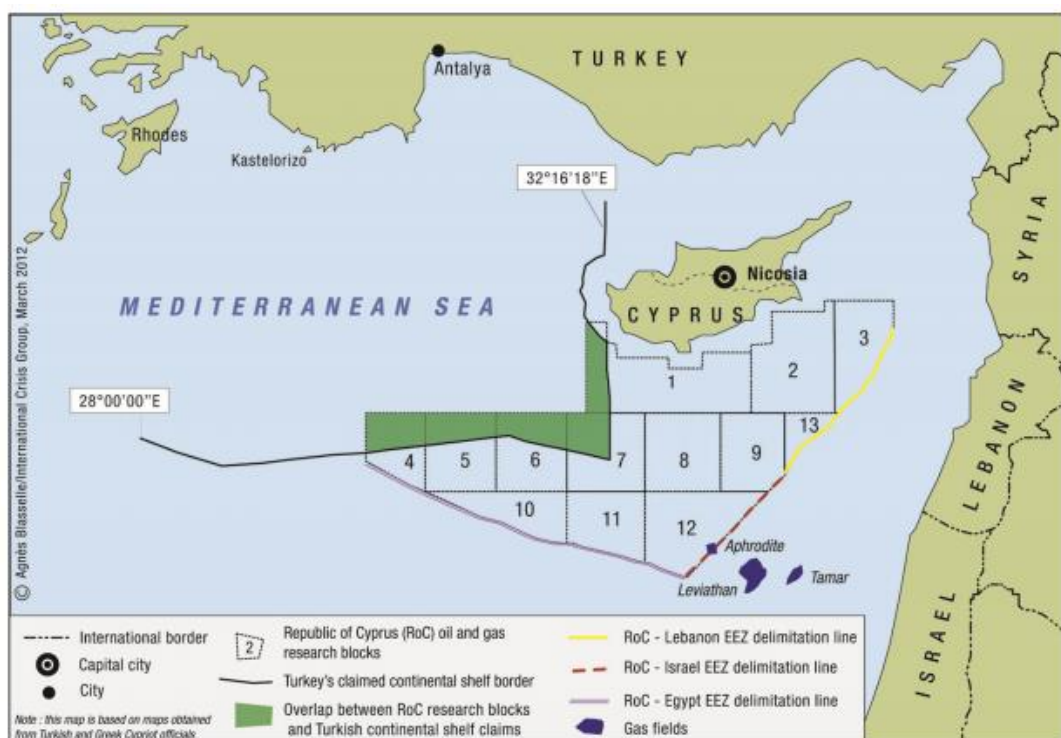 TURKEY
Antalya
Rhodes
Kastelorizo
32°16'18"E
SYRIA
Nicosia
MEDITERRANEAN SEA
CYPRUS
3
2
1
28°00'00"E
13
LEBANON
4
5
6
7
8
9
10
11
12
Aphrodite
Leviathan
Tamar
ISRAEL
© Agnès Blasselle/International Crisis Group, March 2012
International border
Capital city
City
Note : this map is based on maps obtained
from Turkish and Greek Cypriot officials
2
Republic of Cyprus (RoC) oil and gas
research blocks
Turkey's claimed continental shelf border
Overlap between RoC research blocks
and Turkish continental shelf claims
RoC - Lebanon EEZ delimitation line
RoC - Israel EEZ delimitation line
RoC - Egypt EEZ delimitation line
Gas fields